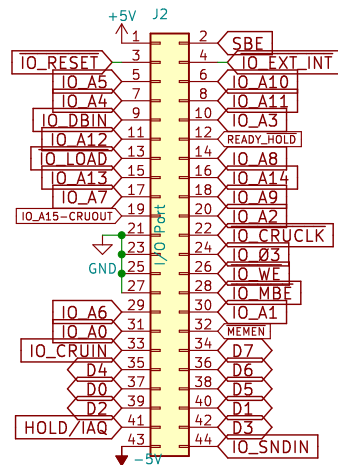 +5V J2
1 2 SBE
IO_RESET 3 4 IO_EXT_INT
IO_A5 5 6 IO_A10
IO_A4 7 8 IO_A11
IO_DBIN 9 10 IO_A3
IO_A12 11 12 READY_HOLD
IO_LOAD 13 14 IO_A8
IO_A13 15 16 IO_A14
IO_A7 17 18 IO_A9
IO_A15-CRUOUT 19 20 IO_A2
21 22 IO_CRUCLK
23 24 IO_Ø3
GND 25 26 IO_WE
27 28 IO_MBE
I/O Port
IO_A6 29 30 IO_A1
IO_A0 31 32 MEMEN
IO_CRUIN 33 34 D7
D4 35 36 D6
D0 37 38 D5
D2 39 40 D1
HOLD/IAQ 41 42 D3
43 44 IO_SNDIN
-5V